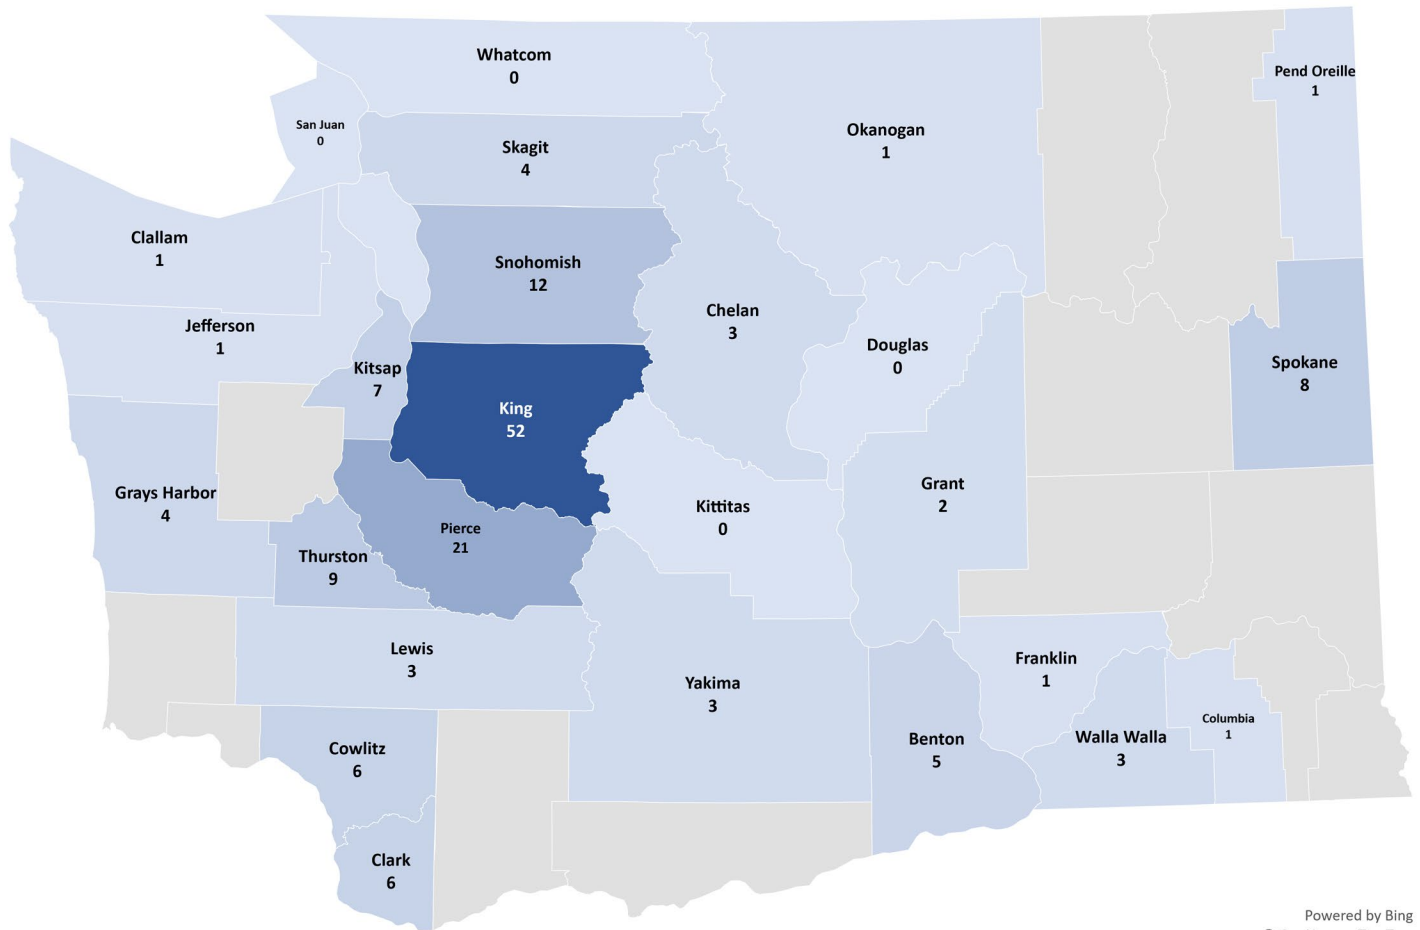 Whatcom
0
Pend Oreille
1
San Juan
0
Okanogan
1
Skagit
4
Clallam
1
Snohomish
12
Chelan
3
Jefferson
1
Douglas
0
Kitsap
7
Spokane
8
King
52
Grays Harbor
4
Grant
2
Kittitas
0
Pierce
21
Thurston
9
Lewis
3
Franklin
1
Yakima
3
Columbia
1
Cowlitz
6
Benton
5
Walla Walla
3
Clark
6
Powered by Bing